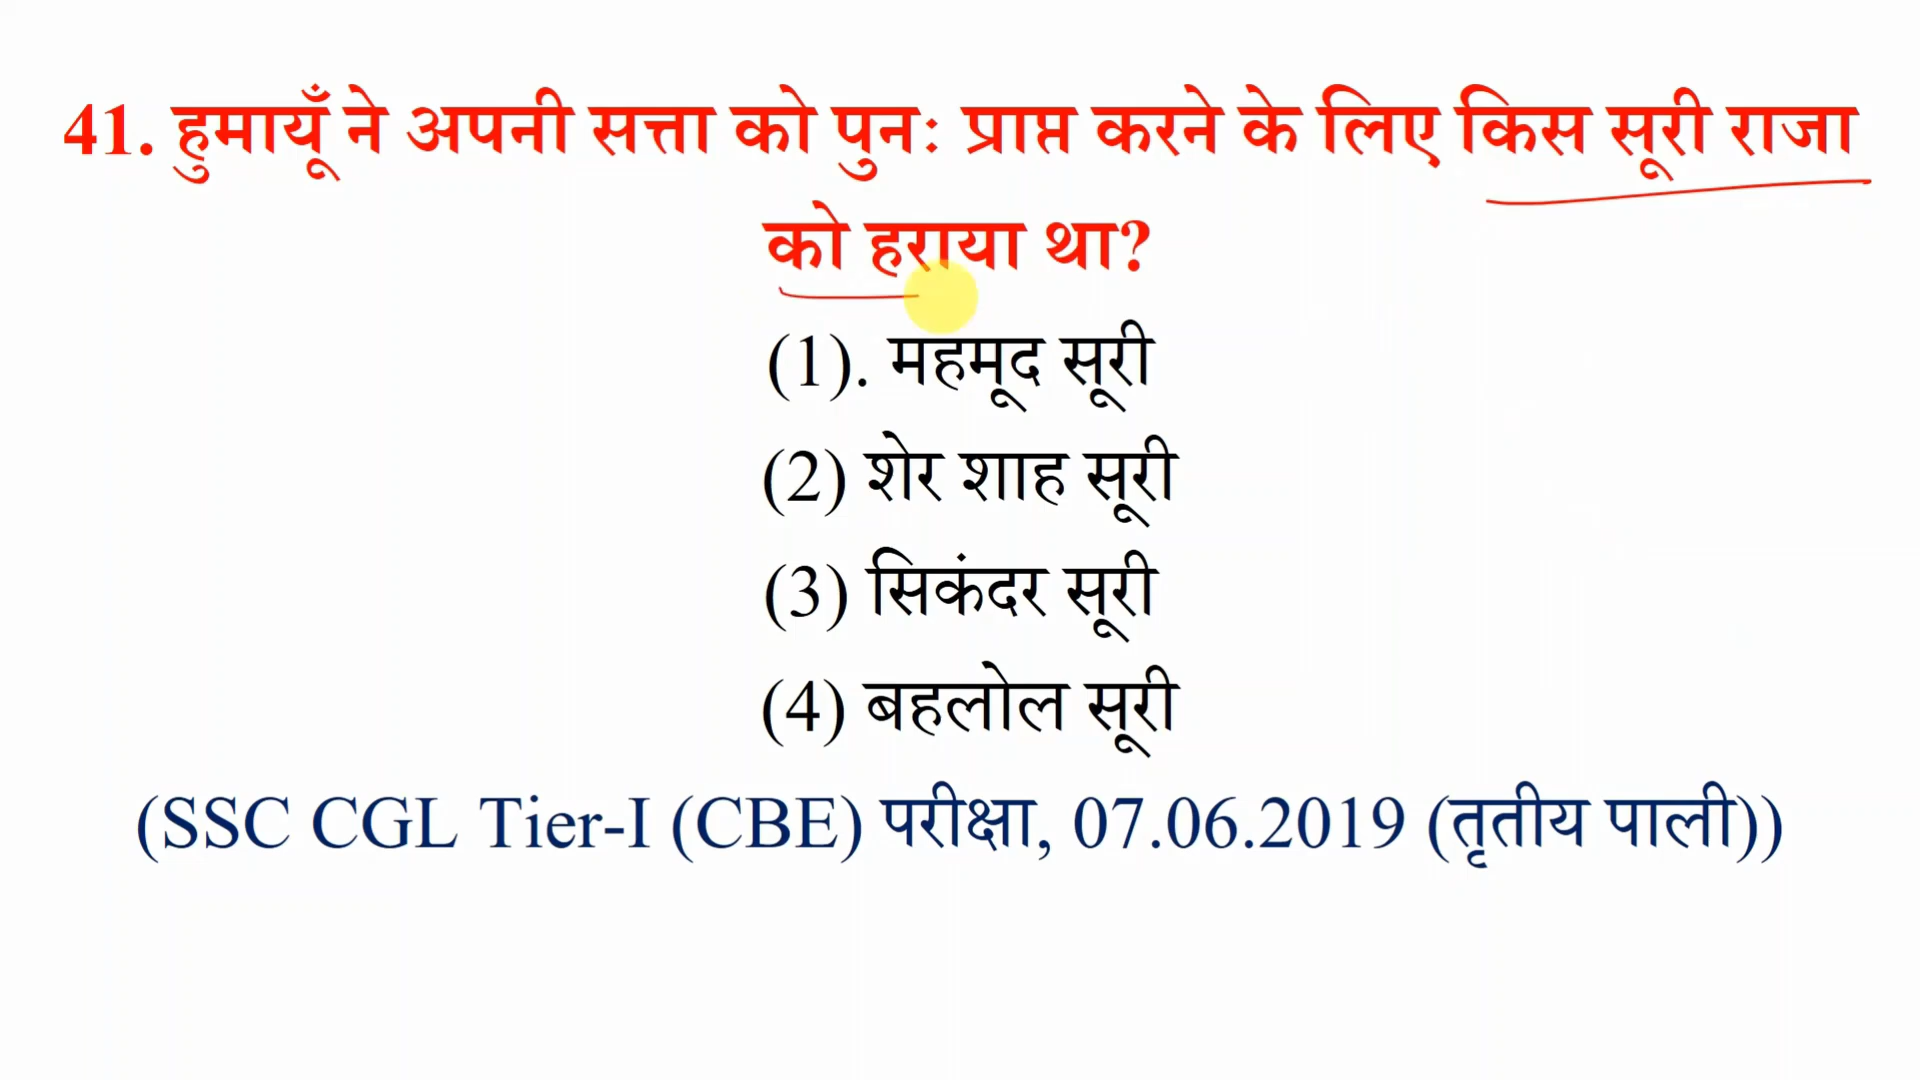 41. हुमायूँ ने अपनी सत्ता को पुनः प्राप्त करने के लिए किस सूरी राजा
को हराया था?
(1). महमूद सूरी
(2) शेर शाह सूरी
(3) सिकंदर सूरी
(4) बहलोल सूरी
(SSC CGL Tier-I (CBE) परीक्षा, 07.06.2019 (तृतीय पाली))